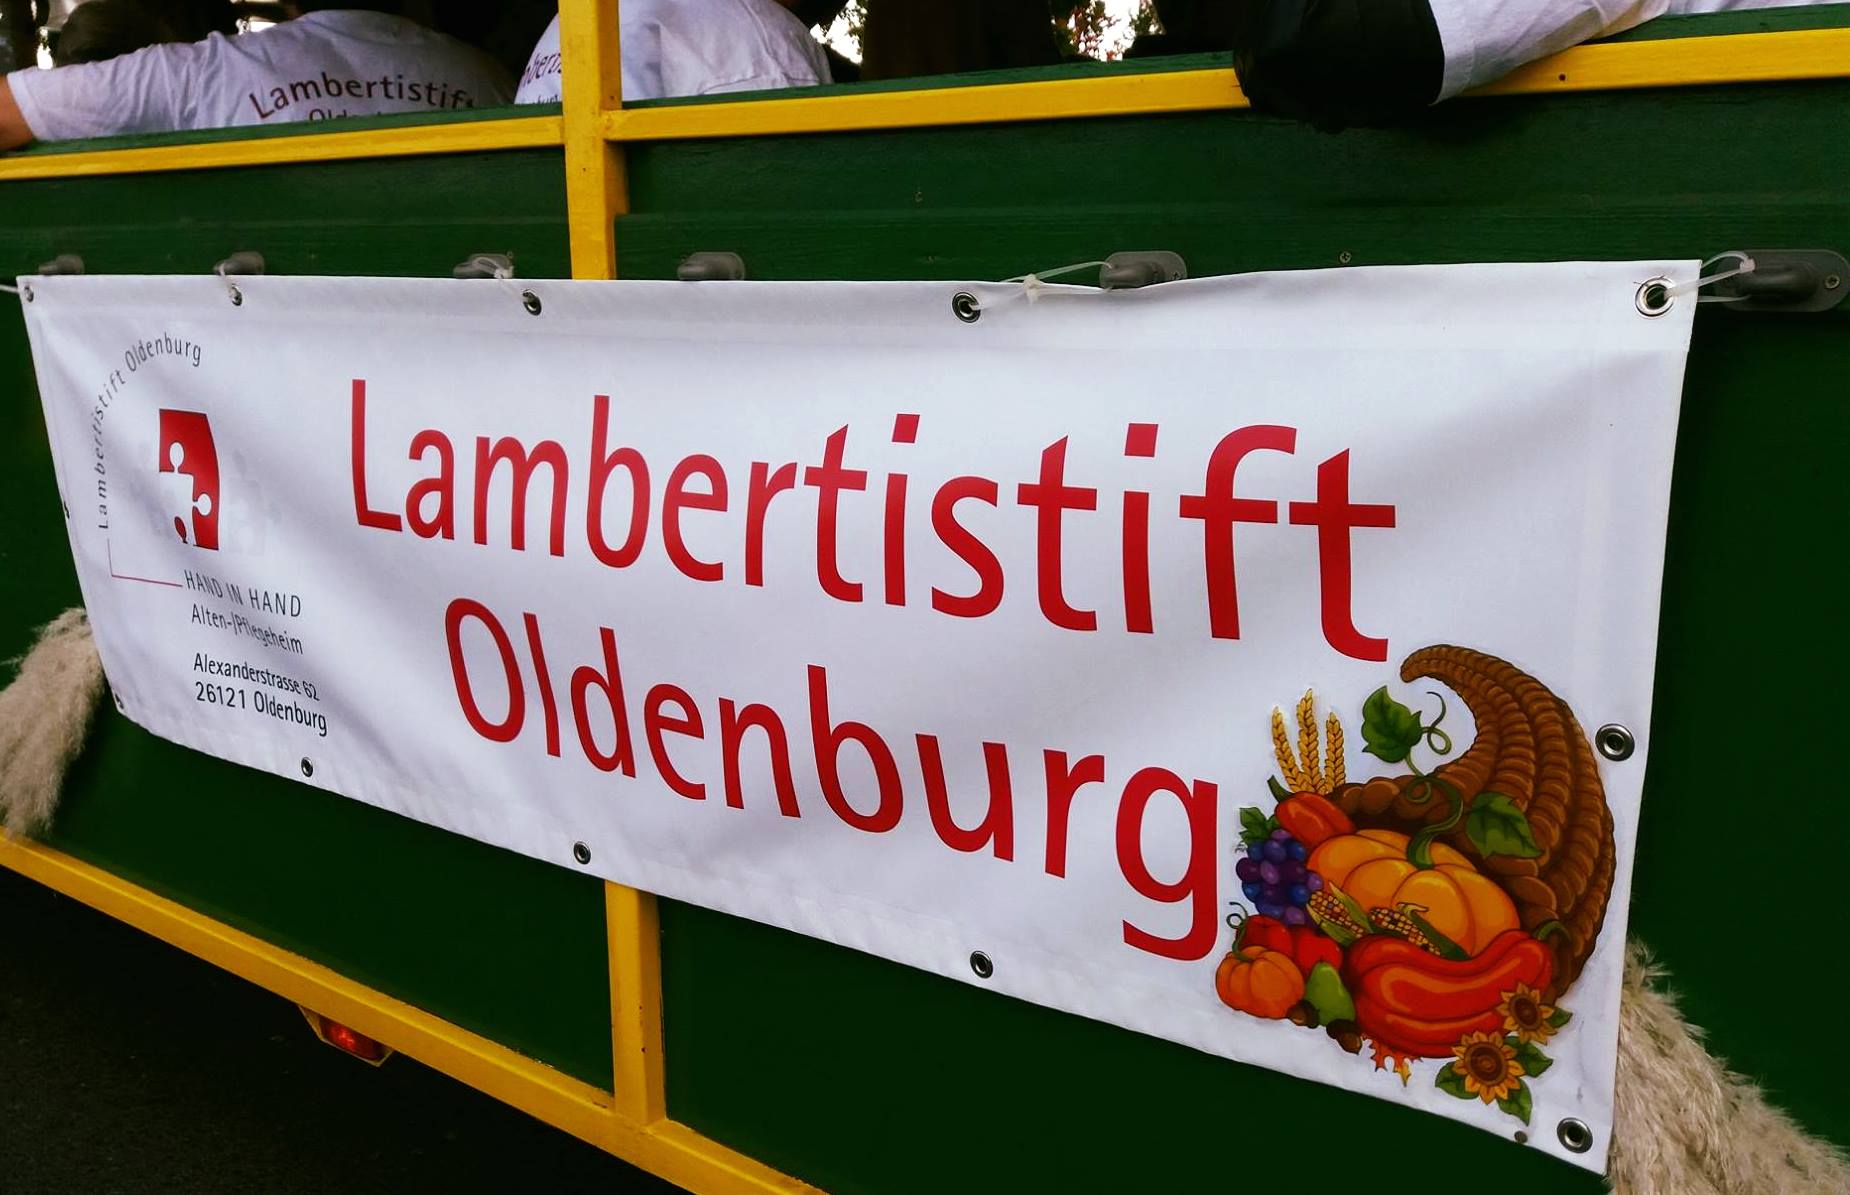 Lambertistift
Lambertistift Oldenburg
HAND IN HAND
Alten-/Pflegeheim
Alexanderstrasse 62
26121 Oldenburg
Lambertistift
Oldenburg